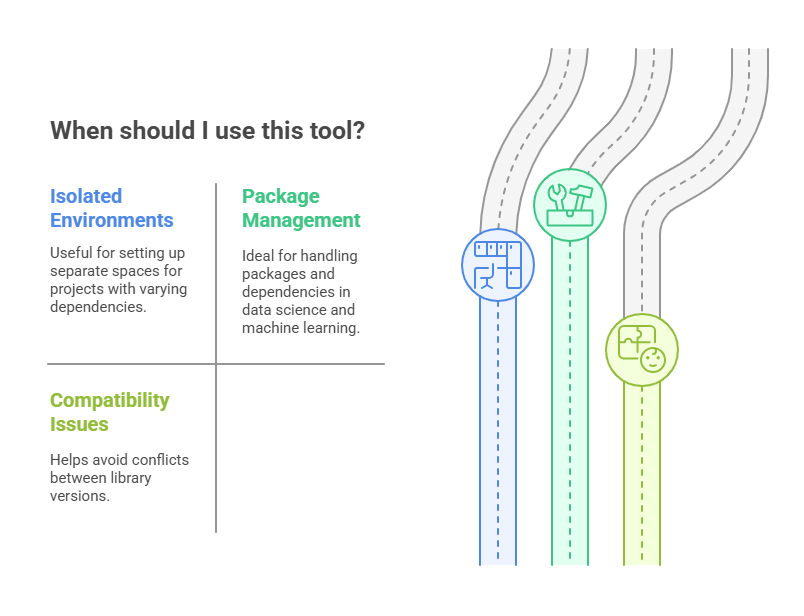 When should I use this tool?
Isolated
Environments
Useful for setting up
separate spaces for
projects with varying
dependencies.
Package
Management
Ideal for handling
packages and
dependencies in
data science and
machine learning.
Compatibility
Issues
Helps avoid conflicts
between library
versions.